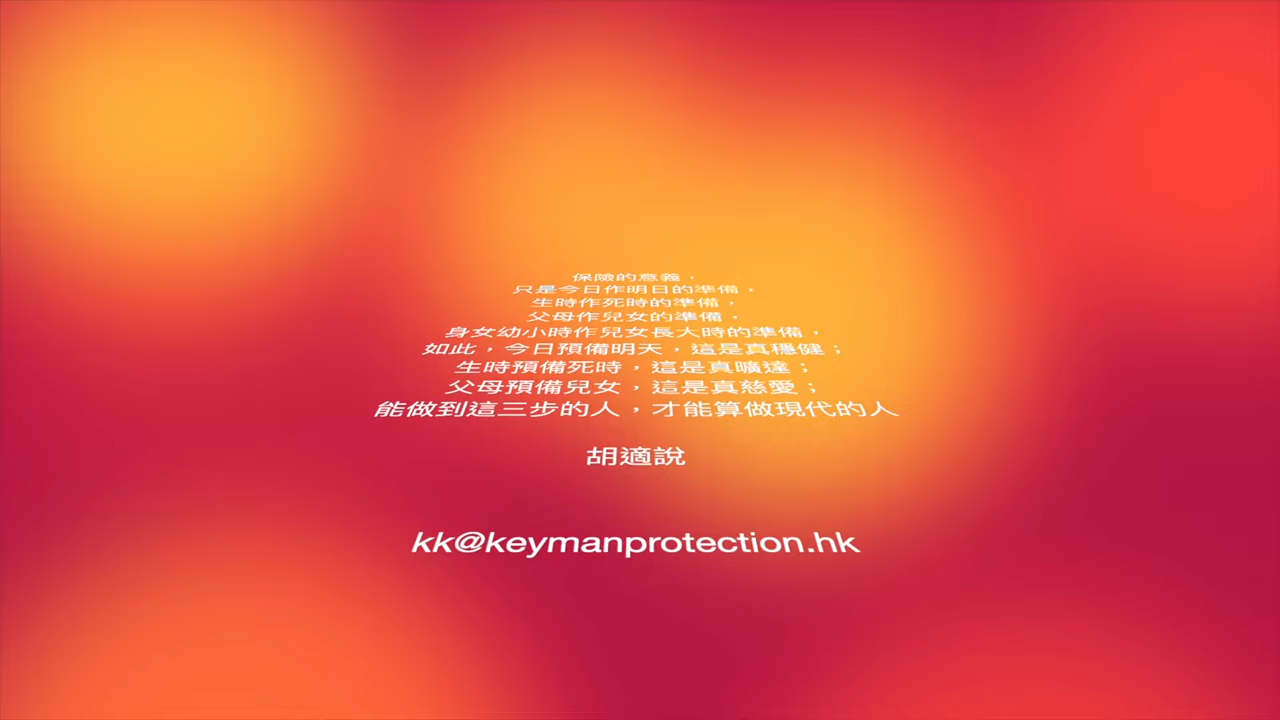 保險的意義，
只是今日作明日的準備，
生時作死時的準備，
父母作兒女的準備，
身女幼小時作兒女長大時的準備，
如此，今日預備明天，這是真穩健；
生時預備死時，這是真曠達；
父母預備兒女，這是真慈愛；
能做到這三步的人，才能算做現代的人
胡適說
kk@keymanprotection.hk